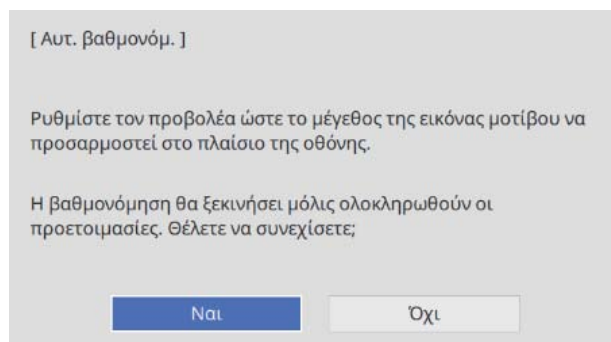 [ Αυτ. βαθμονόμ. ]
Ρυθμίστε τον προβολέα ώστε το μέγεθος της εικόνας μοτίβου να
προσαρμοστεί στο πλαίσιο της οθόνης.
Η βαθμονόμηση θα ξεκινήσει μόλις ολοκληρωθούν οι
προετοιμασίες. Θέλετε να συνεχίσετε;
Ναι
Όχι